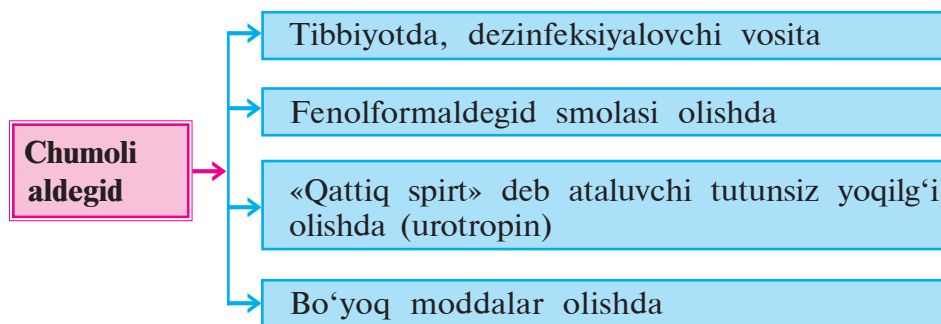 Chumoli
aldegid
Tibbiyotda, dezinfeksiyalovchi vosita
Fenolformaldegid smolasi olishda
«Qattiq spirt» deb ataluvchi tutunsiz yoqilg‘i
olishda (urotropin)
Bo‘yoq moddalar olishda